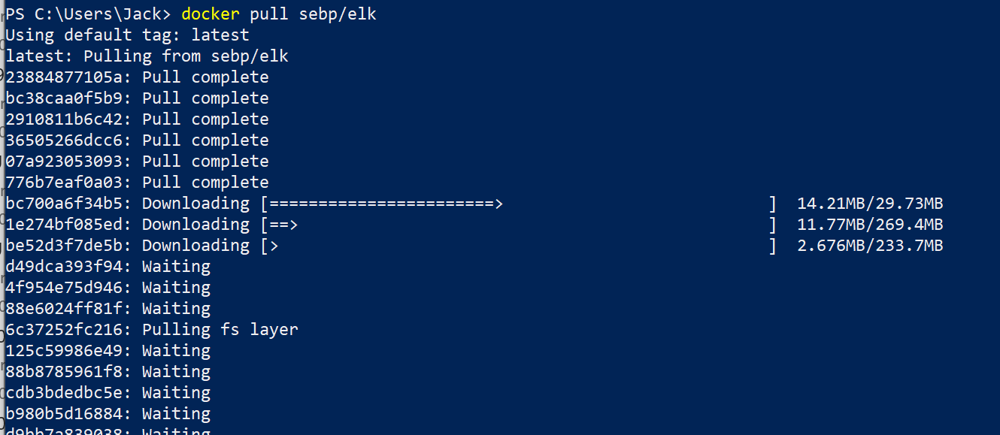 PS C:\Users\Jack> docker pull sebp/elk
Using default tag: latest
latest: Pulling from sebp/elk
23884877105a: Pull complete
bc38caa0f5b9: Pull complete
2910811b6c42: Pull complete
36505266dcc6: Pull complete
07a923053093: Pull complete
776b7eaf0a03: Pull complete
bc700a6f34b5: Downloading [=======================>                           ]  14.21MB/29.73MB
1e274bf085ed: Downloading [==>                                                ]  11.77MB/269.4MB
be52d3f7de5b: Downloading [>                                                  ]  2.676MB/233.7MB
d49dca393f94: Waiting
4f954e75d946: Waiting
88e6024ff81f: Waiting
6c37252fc216: Pulling fs layer
125c59986e49: Waiting
88b8785961f8: Waiting
cdb3bdedbc5e: Waiting
b980b5d16884: Waiting
d9bb7a839038: Waiting